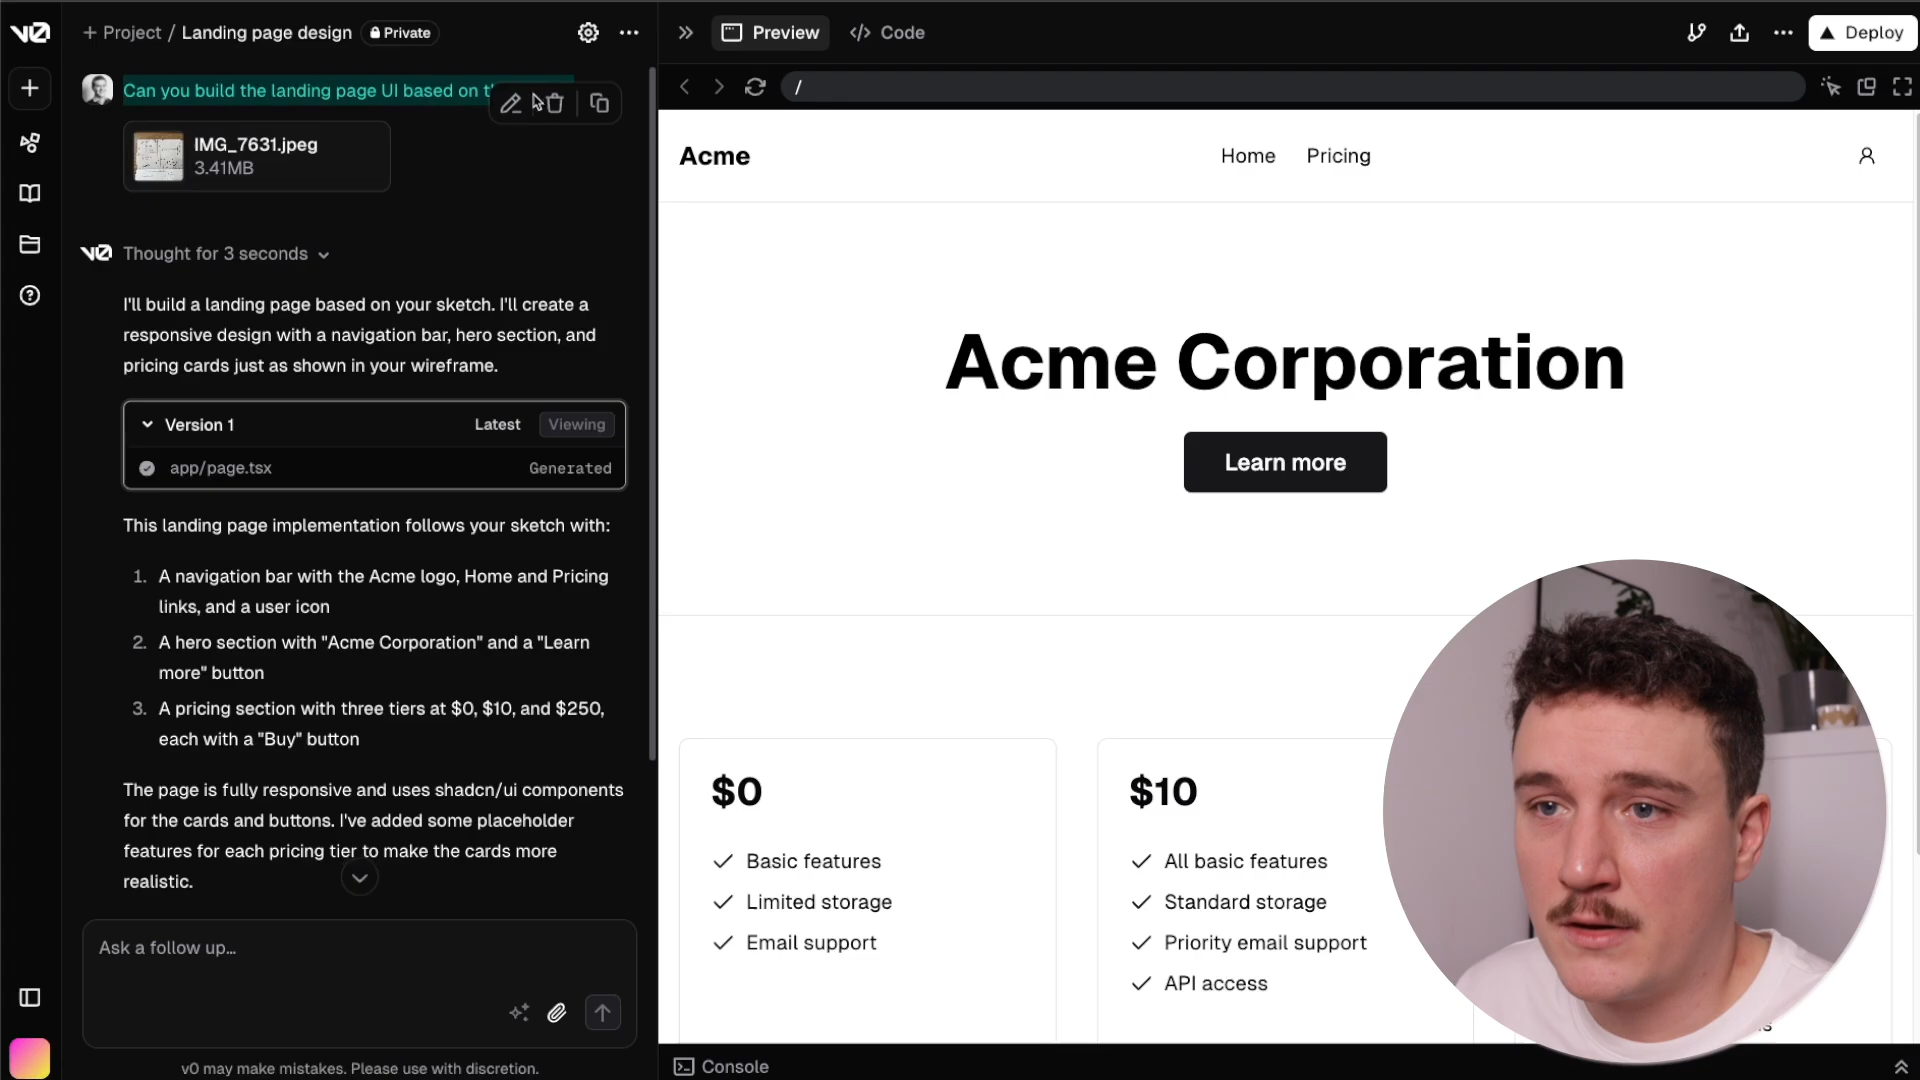 v0
+ Project / Landing page design Private
Can you build the landing page UI based on
IMG_7631.jpeg
3.41MB
v0 Thought for 3 seconds
I'll build a landing page based on your sketch. I'll create a
responsive design with a navigation bar, hero section, and
pricing cards just as shown in your wireframe.
Version 1 Latest Viewing
app/page.tsx Generated
This landing page implementation follows your sketch with:
1. A navigation bar with the Acme logo, Home and Pricing
links, and a user icon
2. A hero section with "Acme Corporation" and a "Learn
more" button
3. A pricing section with three tiers at $0, $10, and $250,
each with a "Buy" button
The page is fully responsive and uses shadcn/ui components
for the cards and buttons. I've added some placeholder
features for each pricing tier to make the cards more
realistic.
Ask a follow up...
v0 may make mistakes. Please use with discretion.
Preview Code Deploy
/
Acme Home Pricing
Acme Corporation
Learn more
$0
Basic features
Limited storage
Email support
$10
All basic features
Standard storage
Priority email support
API access
Console